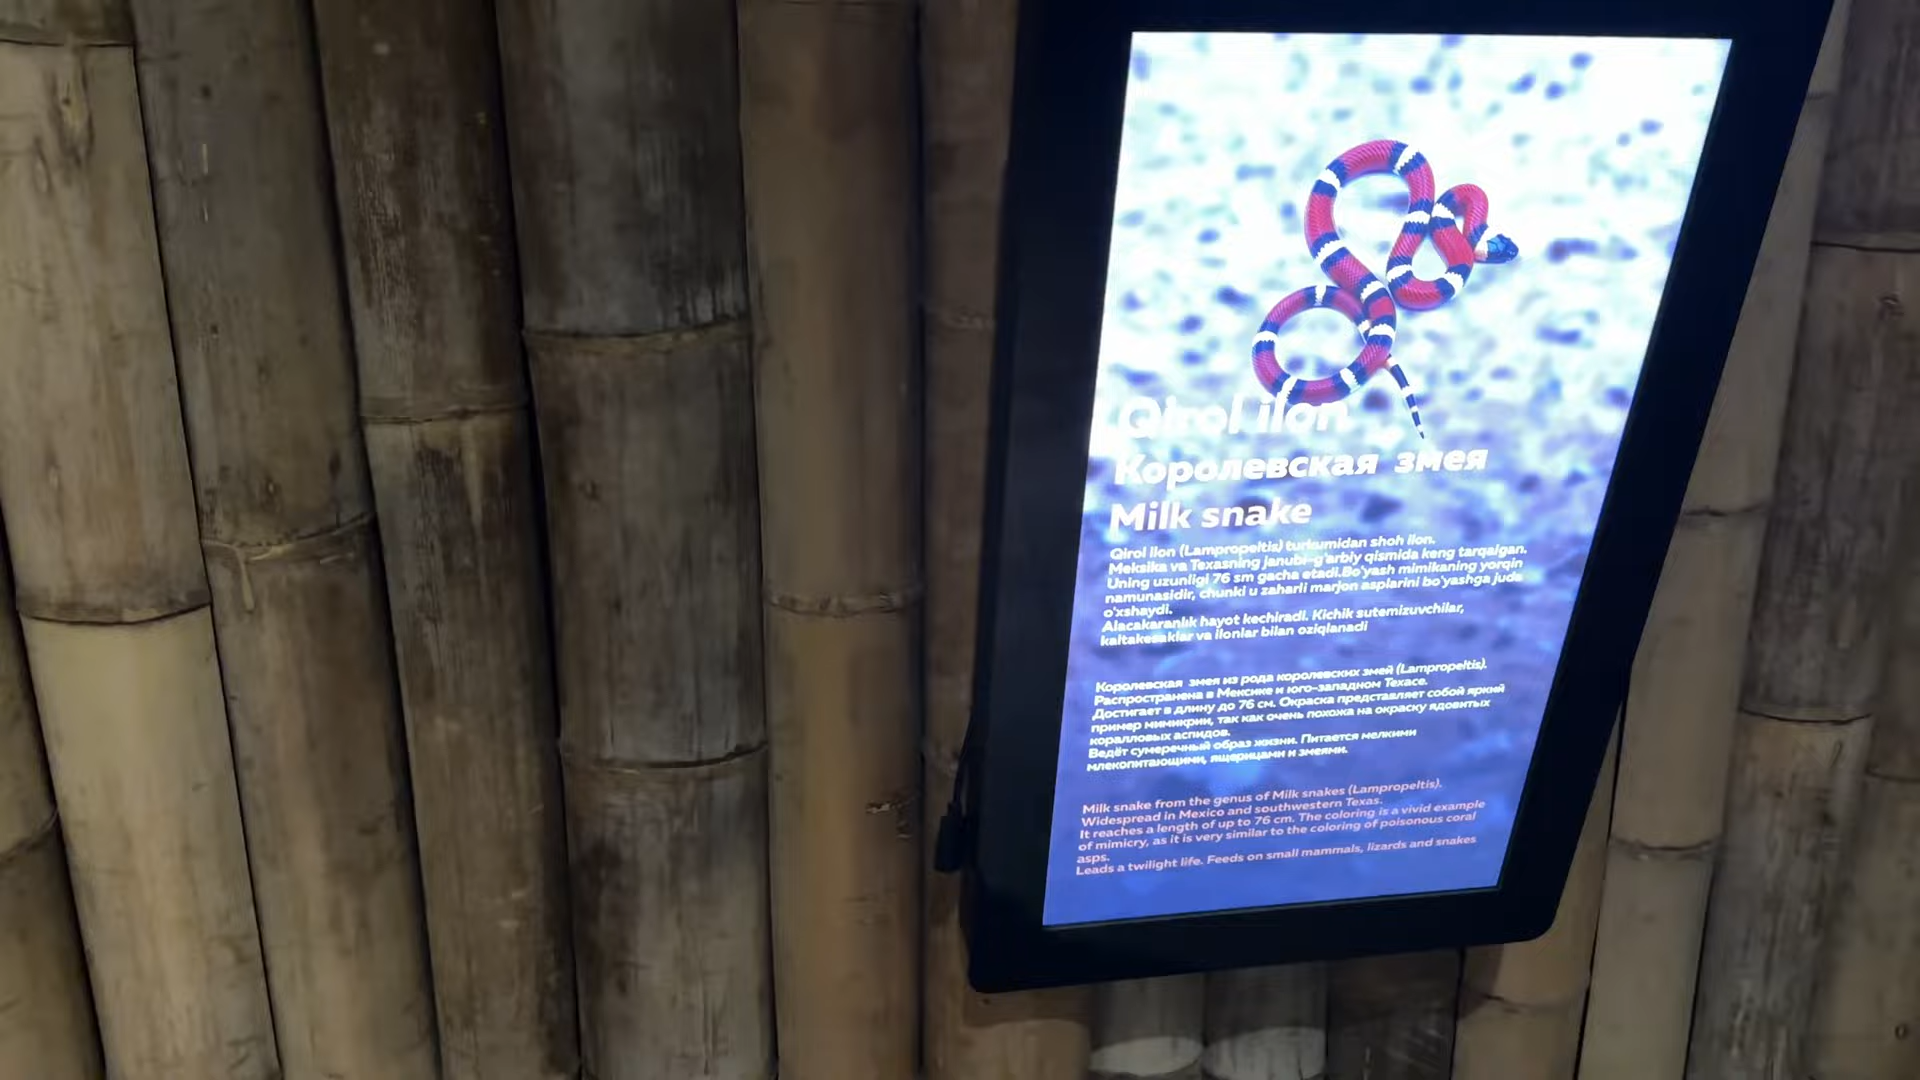 Qirol ilon
Королевская змея
Milk snake
Qirol ilon (Lampropeltis) turkumidan shoh ilon.
Meksika va Texasning janubi-g'arbiy qismida keng tarqalgan.
Uning uzunligi 76 sm gacha etadi.Bo'yash mimikaning yorqin
namunasidir, chunki u zaharli marjon asplarini bo'yashga juda
o'xshaydi.
Alacakaranlık hayot kechiradi. Kichik sutemizuvchilar,
kaltakesaklar va ilonlar bilan oziqlanadi
Королевская змея из рода королевских змей (Lampropeltis).
Распространена в Мексике и юго-западном Техасе.
Достигает в длину до 76 см. Окраска представляет собой яркий
пример мимикрии, так как очень похожа на окраску ядовитых
коралловых аспидов.
Ведёт сумеречный образ жизни. Питается мелкими
млекопитающими, ящерицами и змеями.
Milk snake from the genus of Milk snakes (Lampropeltis).
Widespread in Mexico and southwestern Texas.
It reaches a length of up to 76 cm. The coloring is a vivid example
of mimicry, as it is very similar to the coloring of poisonous coral
asps.
Leads a twilight life. Feeds on small mammals, lizards and snakes